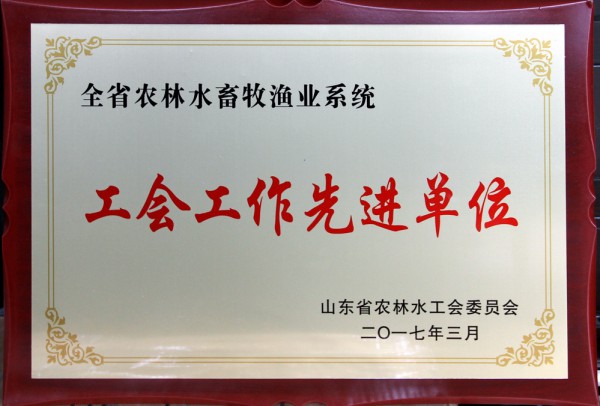 全省农林水畜牧渔业系统
工会工作先进单位
山东省农林水工会委员会
二〇一七年三月